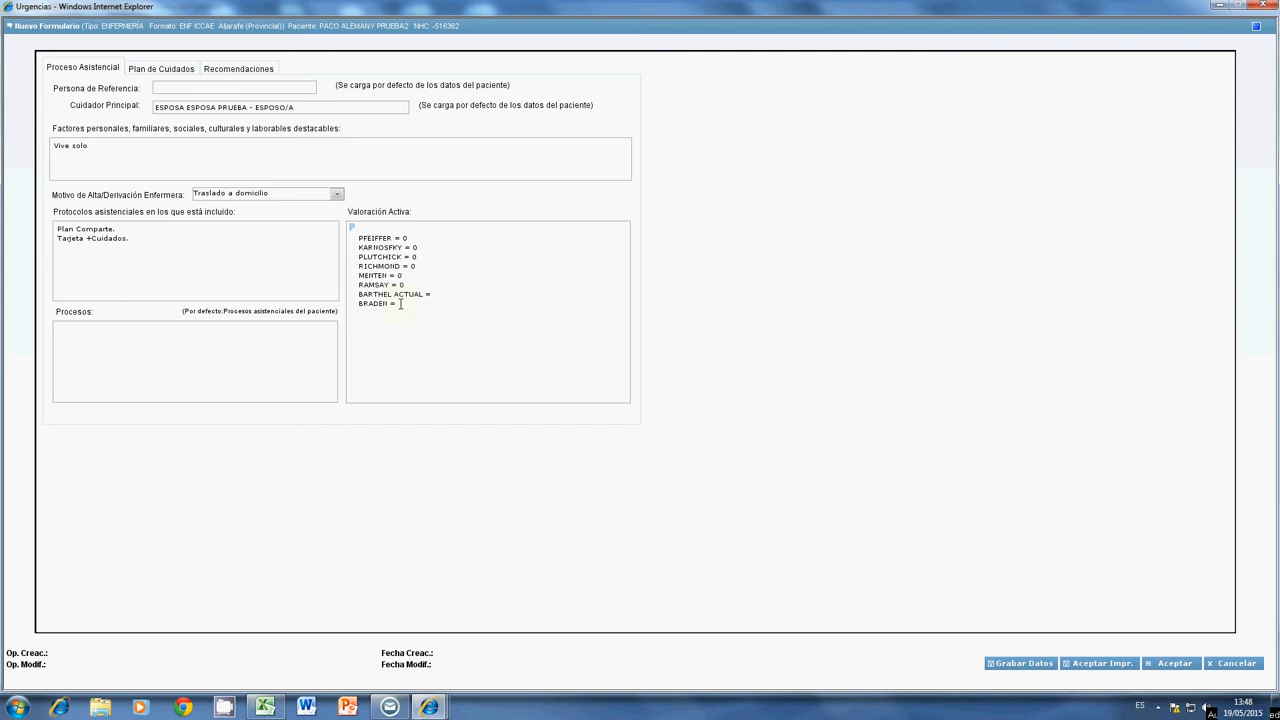 Urgencias - Windows Internet Explorer
Nuevo Formulario (Tipo: ENFERMERÍA Formato: ENF ICCAE Aljarafe (Provincial)) Paciente: PACO ALEMANY PRUEBA2 NHC: -516362
Proceso Asistencial Plan de Cuidados Recomendaciones
Persona de Referencia: (Se carga por defecto de los datos del paciente)
Cuidador Principal: ESPOSA ESPOSA PRUEBA - ESPOSO/A (Se carga por defecto de los datos del paciente)
Factores personales, familiares, sociales, culturales y laborables destacables:
Vive solo
Motivo de Alta/Derivación Enfermera: Traslado a domicilio
Protocolos asistenciales en los que está incluido:
Plan Comparte.
Tarjeta +Cuidados.
Procesos: (Por defecto:Procesos asistenciales del paciente)
Valoración Activa:
P
PFEIFFER = 0
KARNOSFKY = 0
PLUTCHICK = 0
RICHMOND = 0
MENTEN = 0
RAMSAY = 0
BARTHEL ACTUAL =
BRADEN =
Op. Creac.: Fecha Creac.:
Op. Modif.: Fecha Modif.:
Grabar Datos Aceptar Impr. Aceptar X Cancelar
ES 13:48
19/05/2015